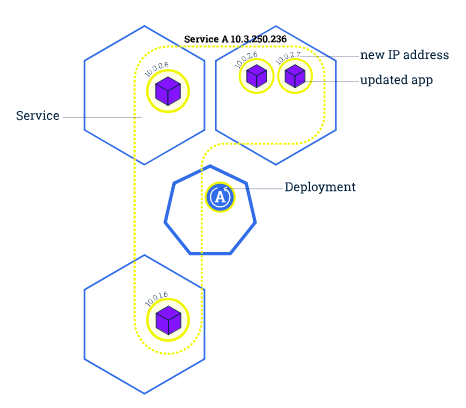 Service A 10.3.250.236
10.0.0.6
10.0.2.6
10.0.2.7
new IP address
updated app
Service
Deployment
A
10.0.1.6